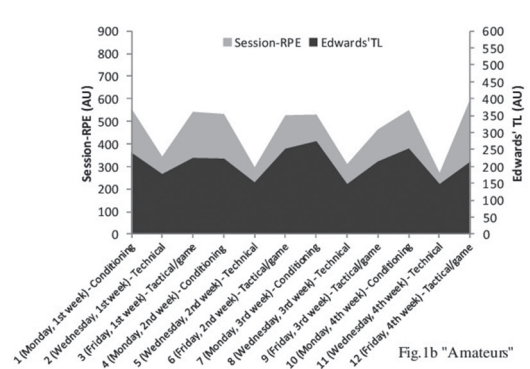 Session-RPE Edwards'TL
Session-RPE (AU)
900
800
700
600
500
400
300
200
100
0
Edwards' TL (AU)
600
550
500
450
400
350
300
250
200
150
100
50
0
1 (Monday, 1st week) - Conditioning
2 (Wednesday, 1st week) - Technical
3 (Friday, 1st week) - Tactical/game
4 (Monday, 2nd week) - Conditioning
5 (Wednesday, 2nd week) - Technical
6 (Friday, 2nd week) - Tactical/game
7 (Monday, 3rd week) - Conditioning
8 (Wednesday, 3rd week) - Technical
9 (Friday, 3rd week) - Tactical/game
10 (Monday, 4th week) - Conditioning
11 (Wednesday, 4th week) - Technical
12 (Friday, 4th week) - Tactical/game
Fig.1b "Amateurs"